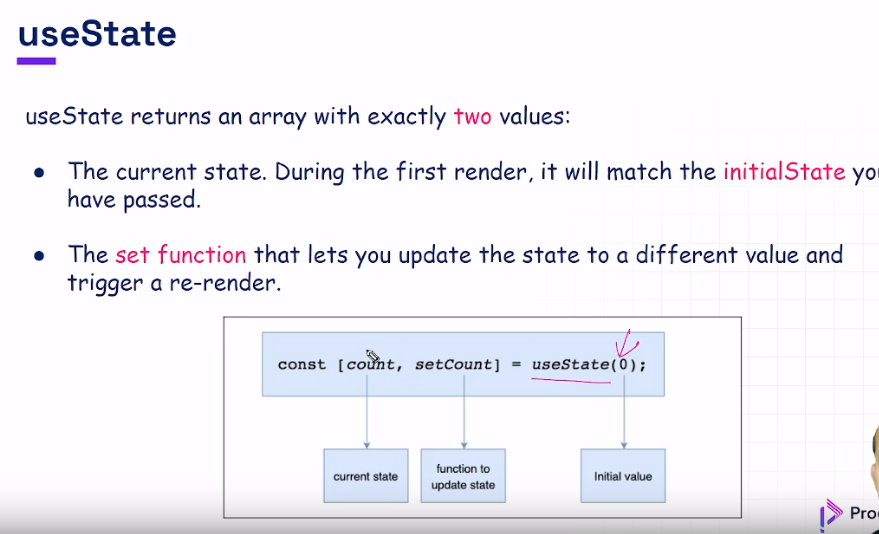 useState
useState returns an array with exactly two values:
● The current state. During the first render, it will match the initialState
have passed.
● The set function that lets you update the state to a different value and
trigger a re-render.
const [count, setCount] = useState(0);
current state
function to
update state
Initial value